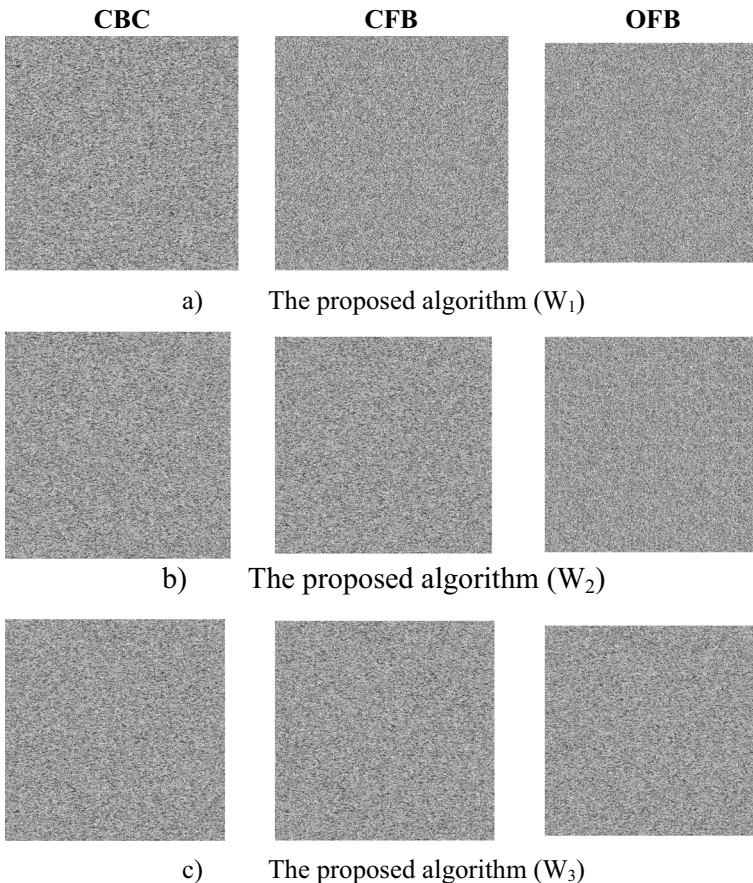 CBC CFB OFB
a) The proposed algorithm (W₁)
b) The proposed algorithm (W₂)
c) The proposed algorithm (W₃)